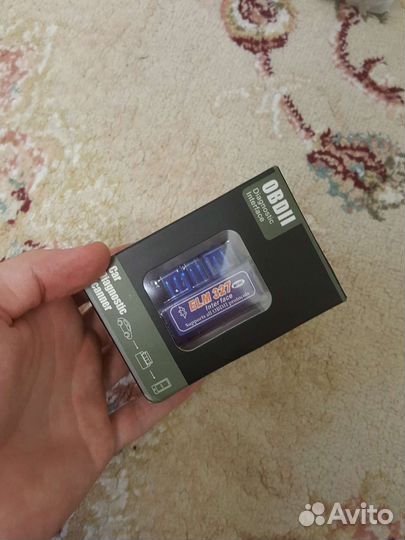 OBDII
Diagnostic
Interface
ELM 327
Interface
Supports all OBDII protocols
Car
Diagnostic
Scanner
Avito